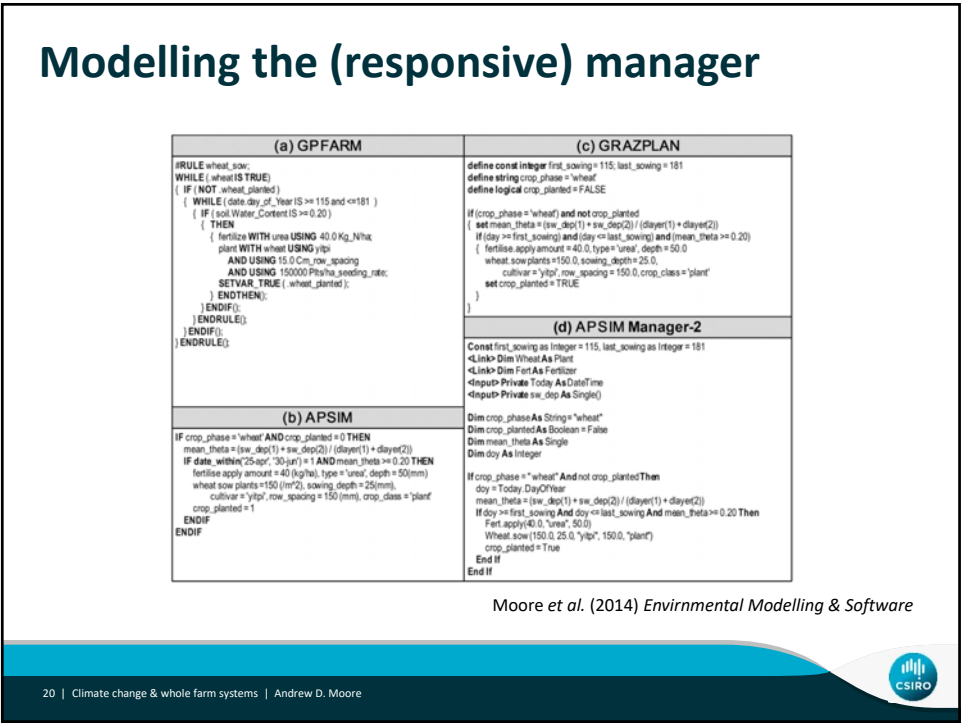 Modelling the (responsive) manager
(a) GPFARM
#RULE wheat_sow;
WHILE (.wheat IS TRUE)
{ IF ( NOT .wheat_planted )
{ WHILE ( date.day_of_Year IS >= 115 and <=181 )
{ IF ( soil.Water_Content IS >= 0.20 )
{ THEN
{ fertilize WITH urea USING 40.0 Kg_N/ha;
plant WITH wheat USING yitpi
AND USING 15.0 Cm_row_spacing
AND USING 150000 Plts/ha_seeding_rate;
SETVAR_TRUE ( .wheat_planted );
} ENDTHEN();
} ENDIF();
} ENDRULE();
} ENDIF();
} ENDRULE();
(b) APSIM
IF crop_phase = 'wheat' AND crop_planted = 0 THEN
mean_theta = (sw_dep(1) + sw_dep(2)) / (dlayer(1) + dlayer(2))
IF date_within('25-apr', '30-jun') = 1 AND mean_theta >= 0.20 THEN
fertilise apply amount = 40 (kg/ha), type = 'urea', depth = 50(mm)
wheat sow plants =150 (/m^2), sowing_depth = 25(mm),
cultivar = 'yitpi', row_spacing = 150 (mm), crop_class = 'plant'
crop_planted = 1
ENDIF
ENDIF
(c) GRAZPLAN
define const integer first_sowing = 115; last_sowing = 181
define string crop_phase = 'wheat'
define logical crop_planted = FALSE
if (crop_phase = 'wheat') and not crop_planted
{ set mean_theta = (sw_dep(1) + sw_dep(2)) / (dlayer(1) + dlayer(2))
if (day >= first_sowing) and (day <= last_sowing) and (mean_theta >= 0.20)
{ fertilise.apply amount = 40.0, type = 'urea', depth = 50.0
wheat.sow plants =150.0, sowing_depth = 25.0,
cultivar = 'yitpi', row_spacing = 150.0, crop_class = 'plant'
set crop_planted = TRUE
}
}
(d) APSIM Manager-2
Const first_sowing as Integer = 115, last_sowing as Integer = 181
<Link> Dim Wheat As Plant
<Link> Dim Fert As Fertilizer
<Input> Private Today As DateTime
<Input> Private sw_dep As Single()
Dim crop_phase As String = "wheat"
Dim crop_planted As Boolean = False
Dim mean_theta As Single
Dim doy As Integer
If crop_phase = "wheat" And not crop_planted Then
doy = Today.DayOfYear
mean_theta = (sw_dep(1) + sw_dep(2)) / (dlayer(1) + dlayer(2))
If doy >= first_sowing And doy <= last_sowing And mean_theta >= 0.20 Then
Fert.apply(40.0, "urea", 50.0)
Wheat.sow (150.0, 25.0, "yitpi", 150.0, "plant")
crop_planted = True
End If
End If
Moore et al. (2014) Envirnmental Modelling & Software
20 | Climate change & whole farm systems | Andrew D. Moore
CSIRO